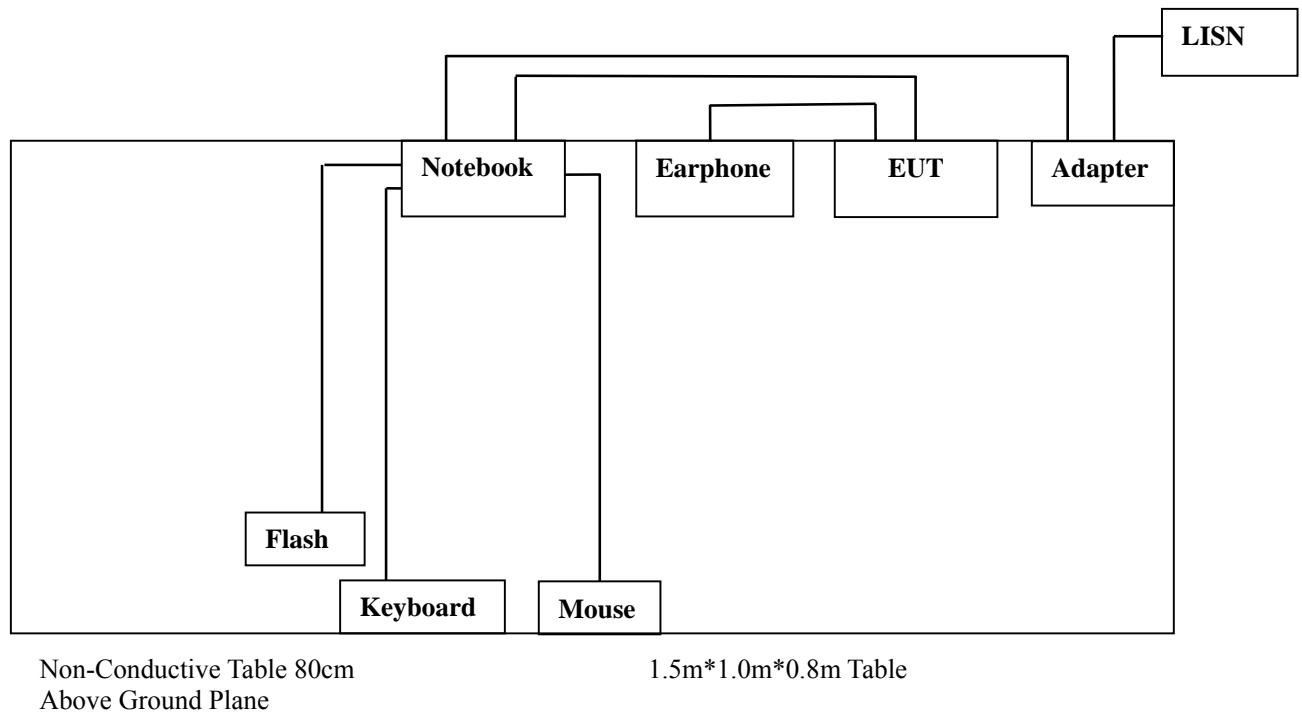 LISN
Notebook
Earphone
EUT
Adapter
Flash
Keyboard
Mouse
Non-Conductive Table 80cm
Above Ground Plane
1.5m*1.0m*0.8m Table